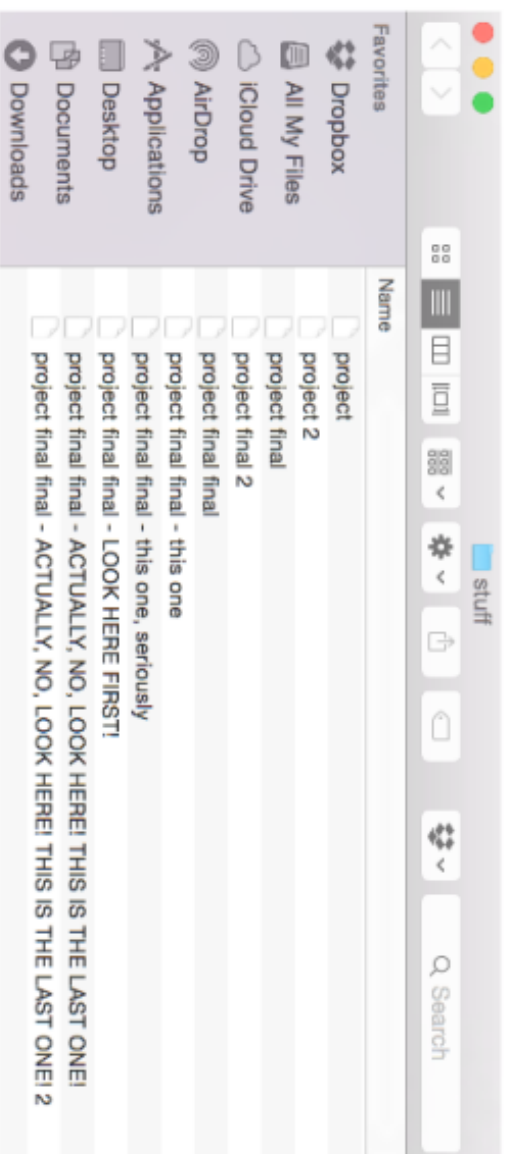 stuff
Search
Favorites
Dropbox
All My Files
iCloud Drive
AirDrop
Applications
Desktop
Documents
Downloads
Name
project
project 2
project final
project final 2
project final final
project final final - this one
project final final - this one, seriously
project final final - LOOK HERE FIRST!
project final final - ACTUALLY, NO, LOOK HERE! THIS IS THE LAST ONE!
project final final - ACTUALLY, NO, LOOK HERE! THIS IS THE LAST ONE! 2